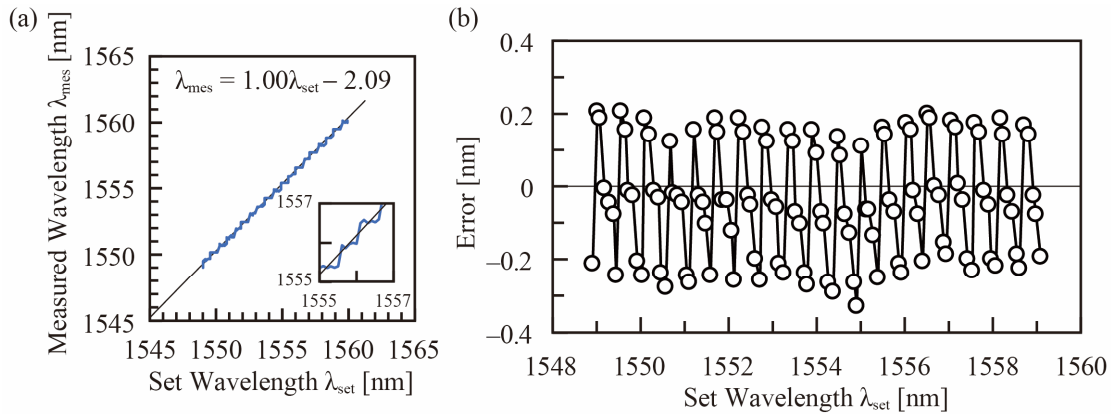 (a)
Measured Wavelength λmes [nm]
1565
1560
1555
1550
1545
λmes = 1.00λset – 2.09
1557
1555
1555 1557
1545 1550 1555 1560 1565
Set Wavelength λset [nm]
(b)
Error [nm]
0.4
0.2
0
–0.2
–0.4
1548 1550 1552 1554 1556 1558 1560
Set Wavelength λset [nm]